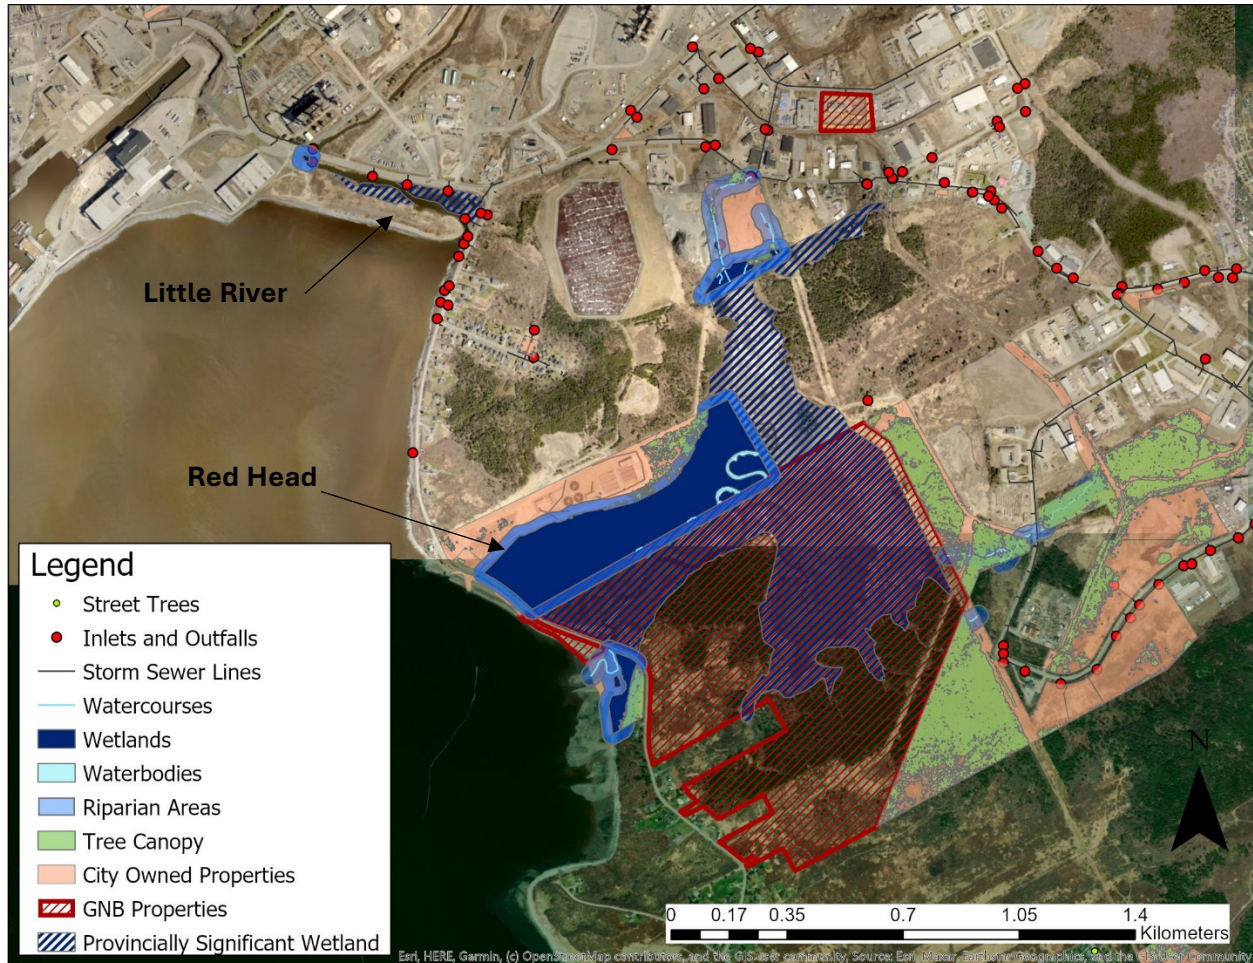 Little River
Red Head
Legend
Street Trees
Inlets and Outfalls
Storm Sewer Lines
Watercourses
Wetlands
Waterbodies
Riparian Areas
Tree Canopy
City Owned Properties
GNB Properties
Provincially Significant Wetland
N
0 0.17 0.35 0.7 1.05 1.4
Kilometers
Esri, HERE, Garmin, (c) OpenStreetMap contributors, and the GIS user community, Source: Esri, Maxar, Earthstar Geographics, and the GIS User Community